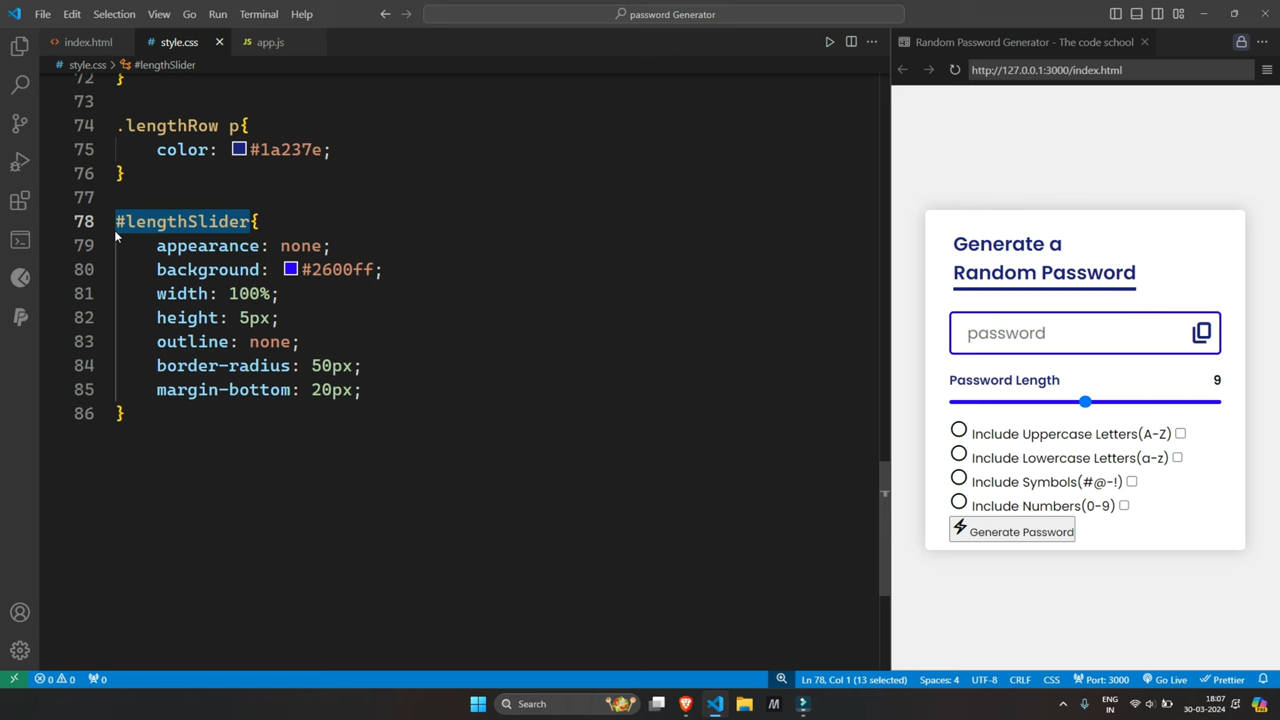 File Edit Selection View Go Run Terminal Help
password Generator
index.html
style.css
app.js
style.css > #lengthSlider
72 }
73
74 .lengthRow p{
75 color: #1a237e;
76 }
77
78 #lengthSlider{
79 appearance: none;
80 background: #2600ff;
81 width: 100%;
82 height: 5px;
83 outline: none;
84 border-radius: 50px;
85 margin-bottom: 20px;
86 }
Random Password Generator - The code school
http://127.0.0.1:3000/index.html
Generate a
Random Password
password
Password Length 9
Include Uppercase Letters(A-Z)
Include Lowercase Letters(a-z)
Include Symbols(#@-!)
Include Numbers(0-9)
Generate Password
0 0 0
Ln 78, Col 1 (13 selected) Spaces: 4 UTF-8 CRLF CSS Port: 3000 Go Live Prettier
Search
ENG
IN
18:07
30-03-2024